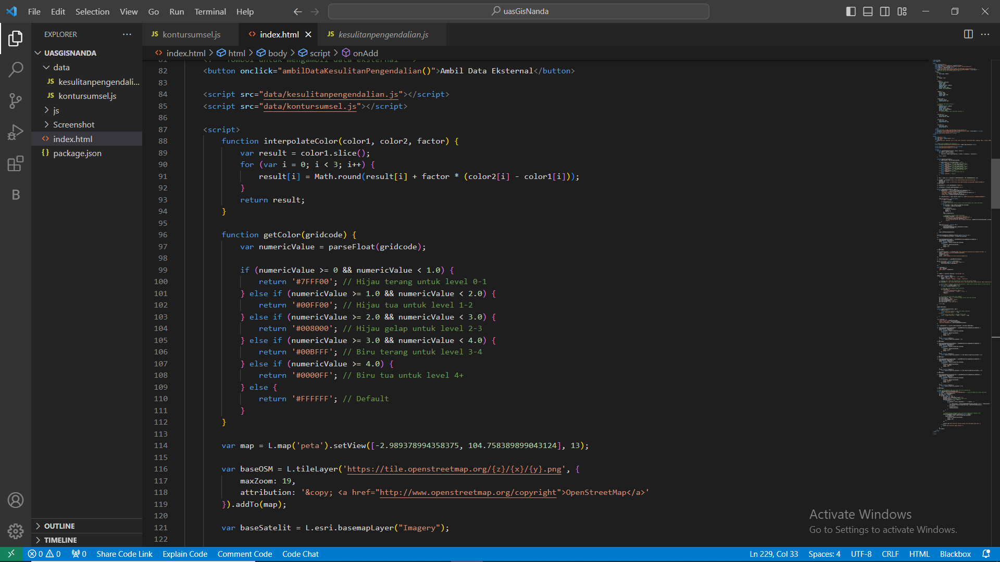 File Edit Selection View Go Run Terminal Help
uasGisNanda
EXPLORER
UASGISNANDA
data
JS kesulitanpengendali...
JS kontursumsel.js
js
Screenshot
<> index.html
{} package.json
OUTLINE
TIMELINE
JS kontursumsel.js
<> index.html
JS kesulitanpengendalian.js
<> index.html > html > body > script > onAdd
82 <button onclick="ambilDataKesulitanPengendalian()">Ambil Data Eksternal</button>
83
84 <script src="data/kesulitanpengendalian.js"></script>
85 <script src="data/kontursumsel.js"></script>
86
87 <script>
88 function interpolateColor(color1, color2, factor) {
89 var result = color1.slice();
90 for (var i = 0; i < 3; i++) {
91 result[i] = Math.round(result[i] + factor * (color2[i] - color1[i]));
92 }
93 return result;
94 }
95
96 function getColor(gridcode) {
97 var numericValue = parseFloat(gridcode);
98
99 if (numericValue >= 0 && numericValue < 1.0) {
100 return '#7FFF00'; // Hijau terang untuk level 0-1
101 } else if (numericValue >= 1.0 && numericValue < 2.0) {
102 return '#00FF00'; // Hijau tua untuk level 1-2
103 } else if (numericValue >= 2.0 && numericValue < 3.0) {
104 return '#008000'; // Hijau gelap untuk level 2-3
105 } else if (numericValue >= 3.0 && numericValue < 4.0) {
106 return '#00BFFF'; // Biru terang untuk level 3-4
107 } else if (numericValue >= 4.0) {
108 return '#0000FF'; // Biru tua untuk level 4+
109 } else {
110 return '#FFFFFF'; // Default
111 }
112 }
113
114 var map = L.map('peta').setView([-2.989378994358375, 104.758389899043124], 13);
115
116 var baseOSM = L.tileLayer('https://tile.openstreetmap.org/{z}/{x}/{y}.png', {
117 maxZoom: 19,
118 attribution: '&copy; <a href="http://www.openstreetmap.org/copyright">OpenStreetMap</a>'
119 }).addTo(map);
120
121 var baseSatelit = L.esri.basemapLayer("Imagery");
122
Activate Windows
Go to Settings to activate Windows.
0 0 0 Share Code Link Explain Code Comment Code Code Chat
Ln 229, Col 33 Spaces: 4 UTF-8 CRLF HTML Blackbox